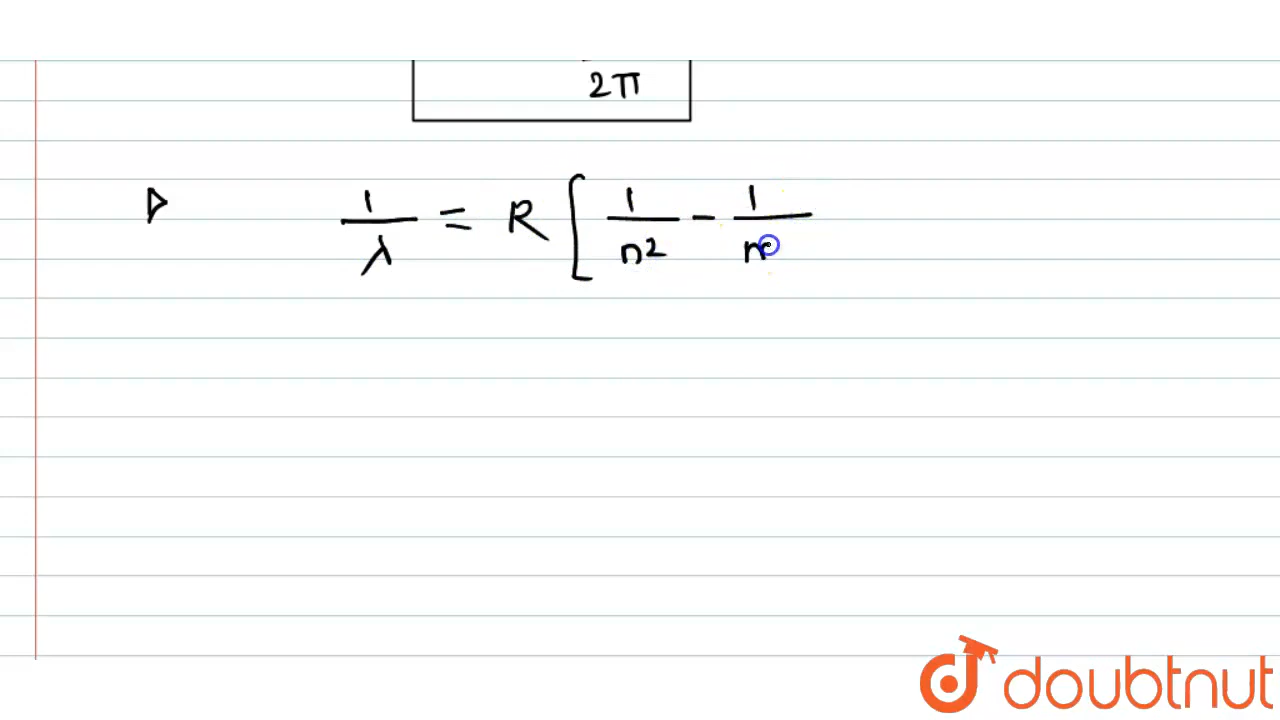 2π
1/λ = R [ 1/n² - 1/n
doubtnut